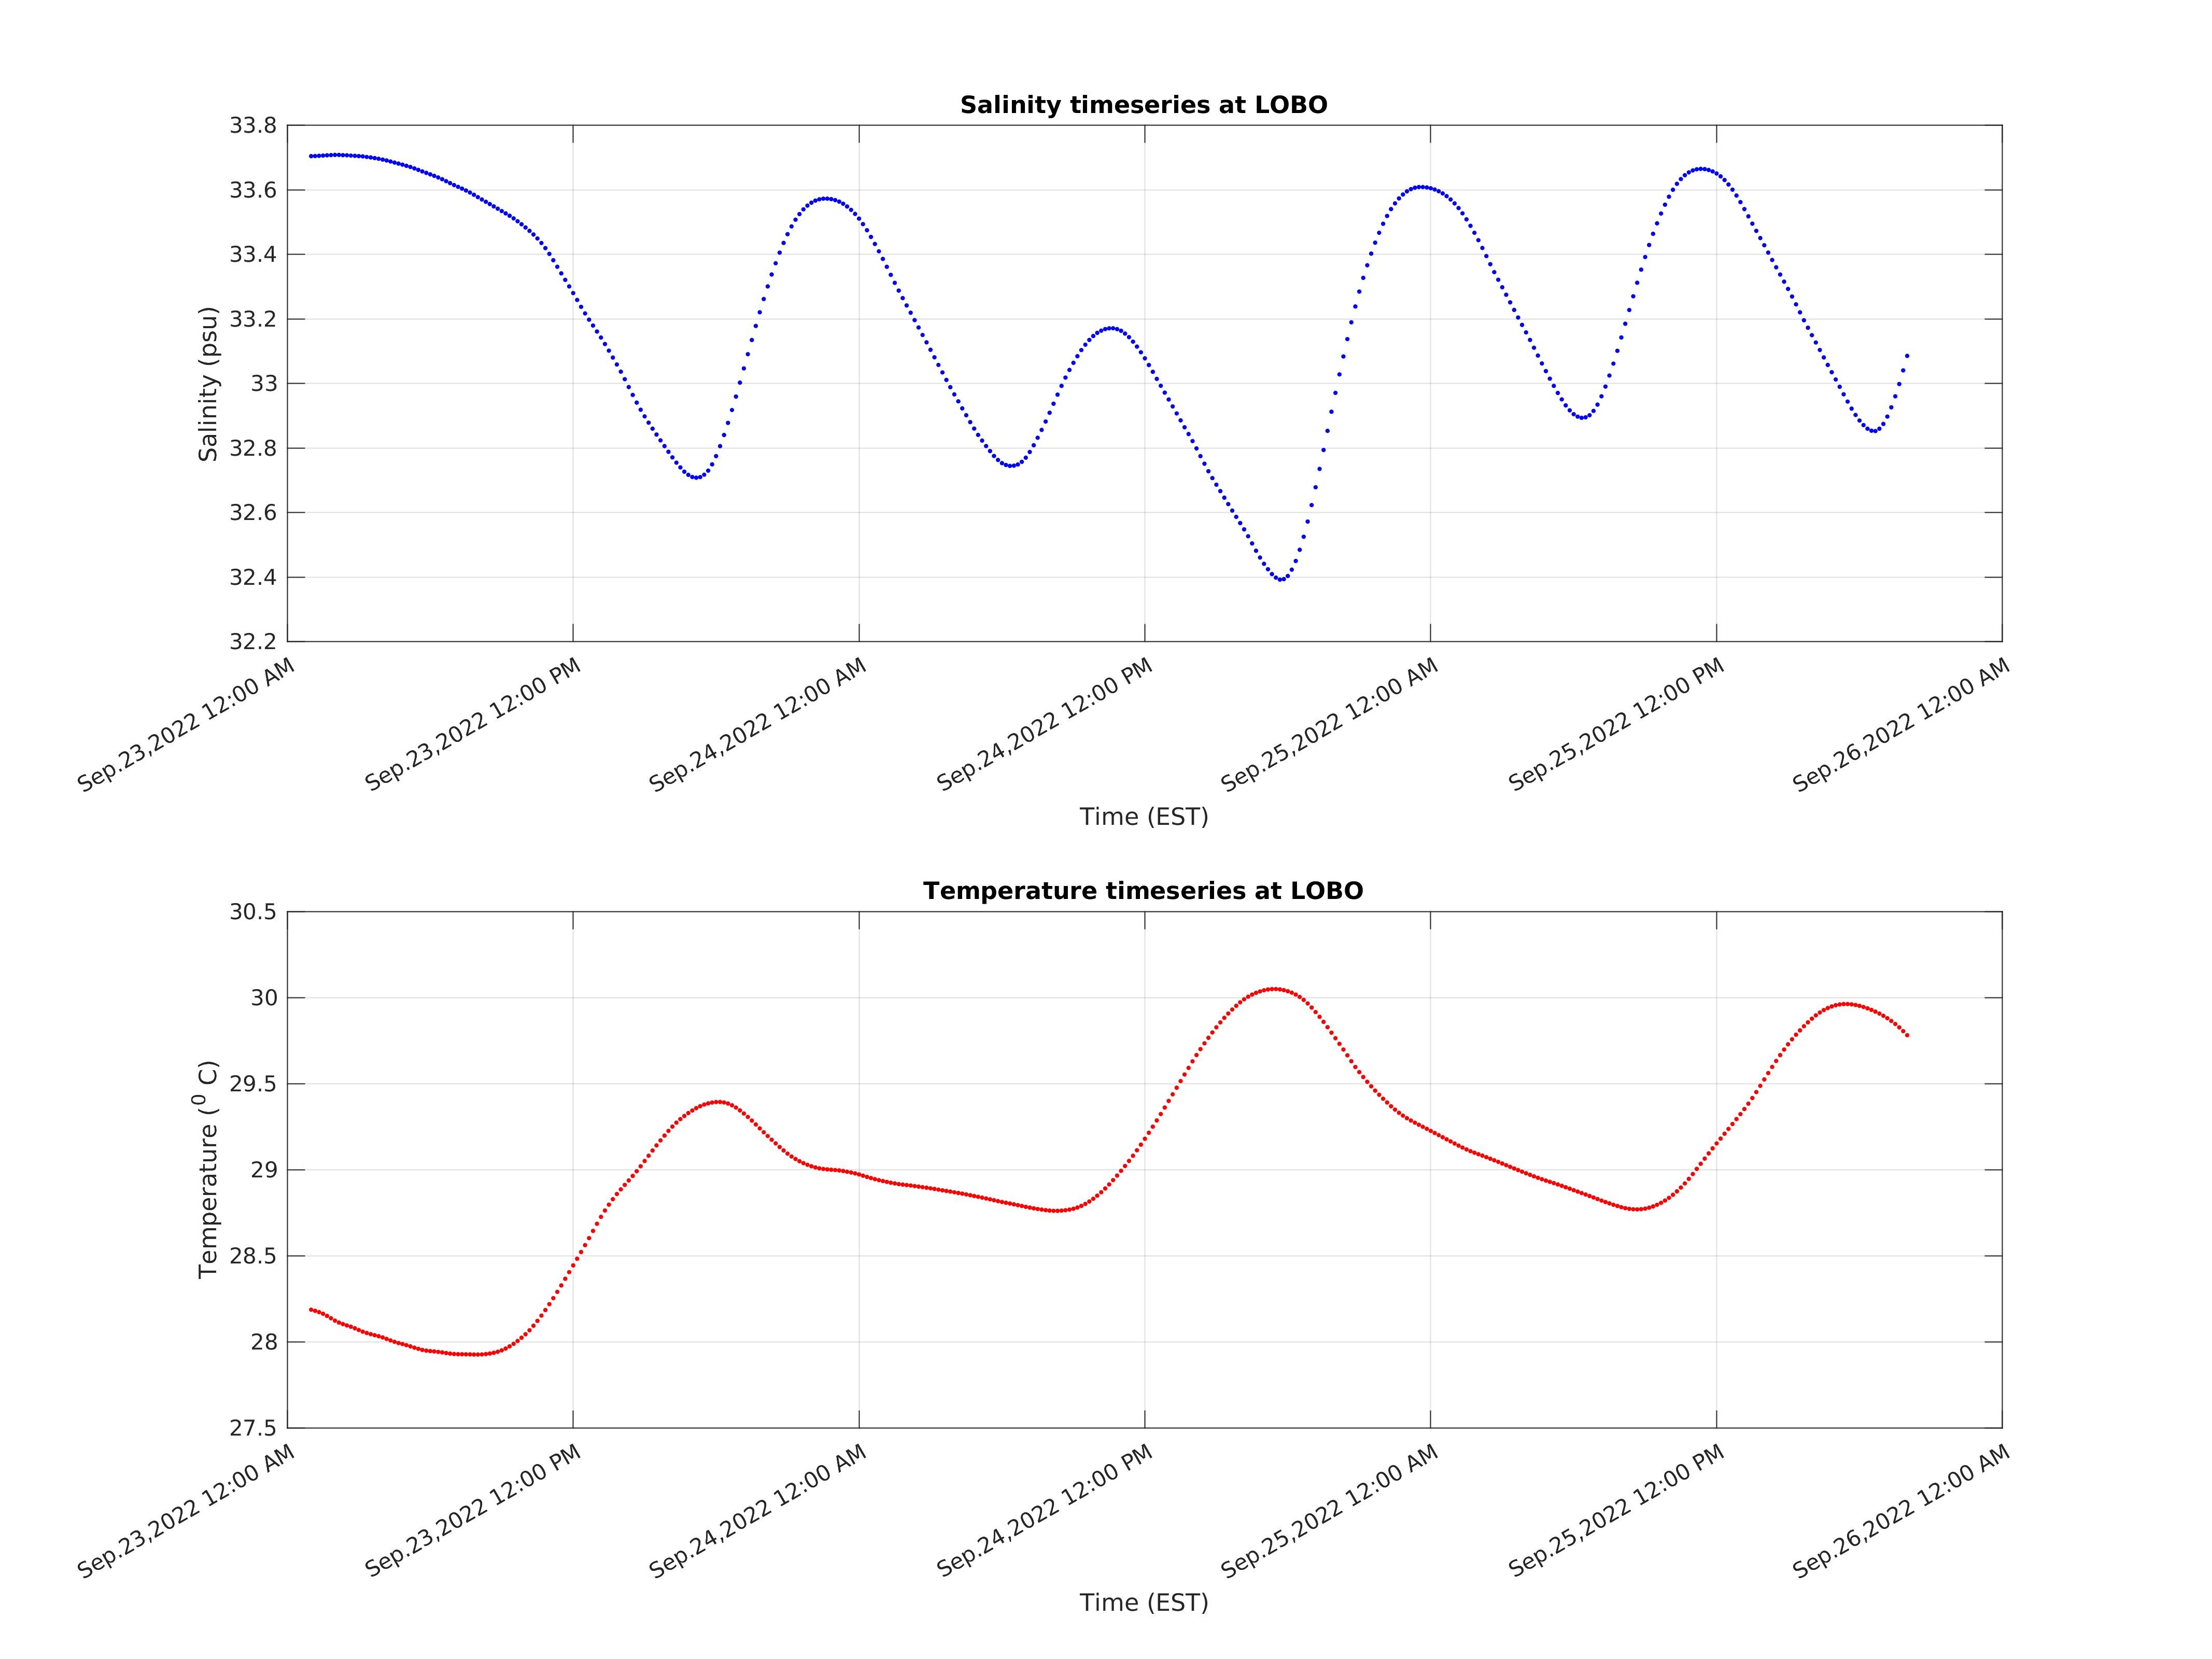 Salinity timeseries at LOBO
33.8
33.6
33.4
33.2
33
32.8
32.6
32.4
32.2
Salinity (psu)
Sep.23,2022 12:00 AM
Sep.23,2022 12:00 PM
Sep.24,2022 12:00 AM
Sep.24,2022 12:00 PM
Sep.25,2022 12:00 AM
Sep.25,2022 12:00 PM
Sep.26,2022 12:00 AM
Time (EST)
Temperature timeseries at LOBO
30.5
30
29.5
29
28.5
28
27.5
Temperature (⁰ C)
Sep.23,2022 12:00 AM
Sep.23,2022 12:00 PM
Sep.24,2022 12:00 AM
Sep.24,2022 12:00 PM
Sep.25,2022 12:00 AM
Sep.25,2022 12:00 PM
Sep.26,2022 12:00 AM
Time (EST)